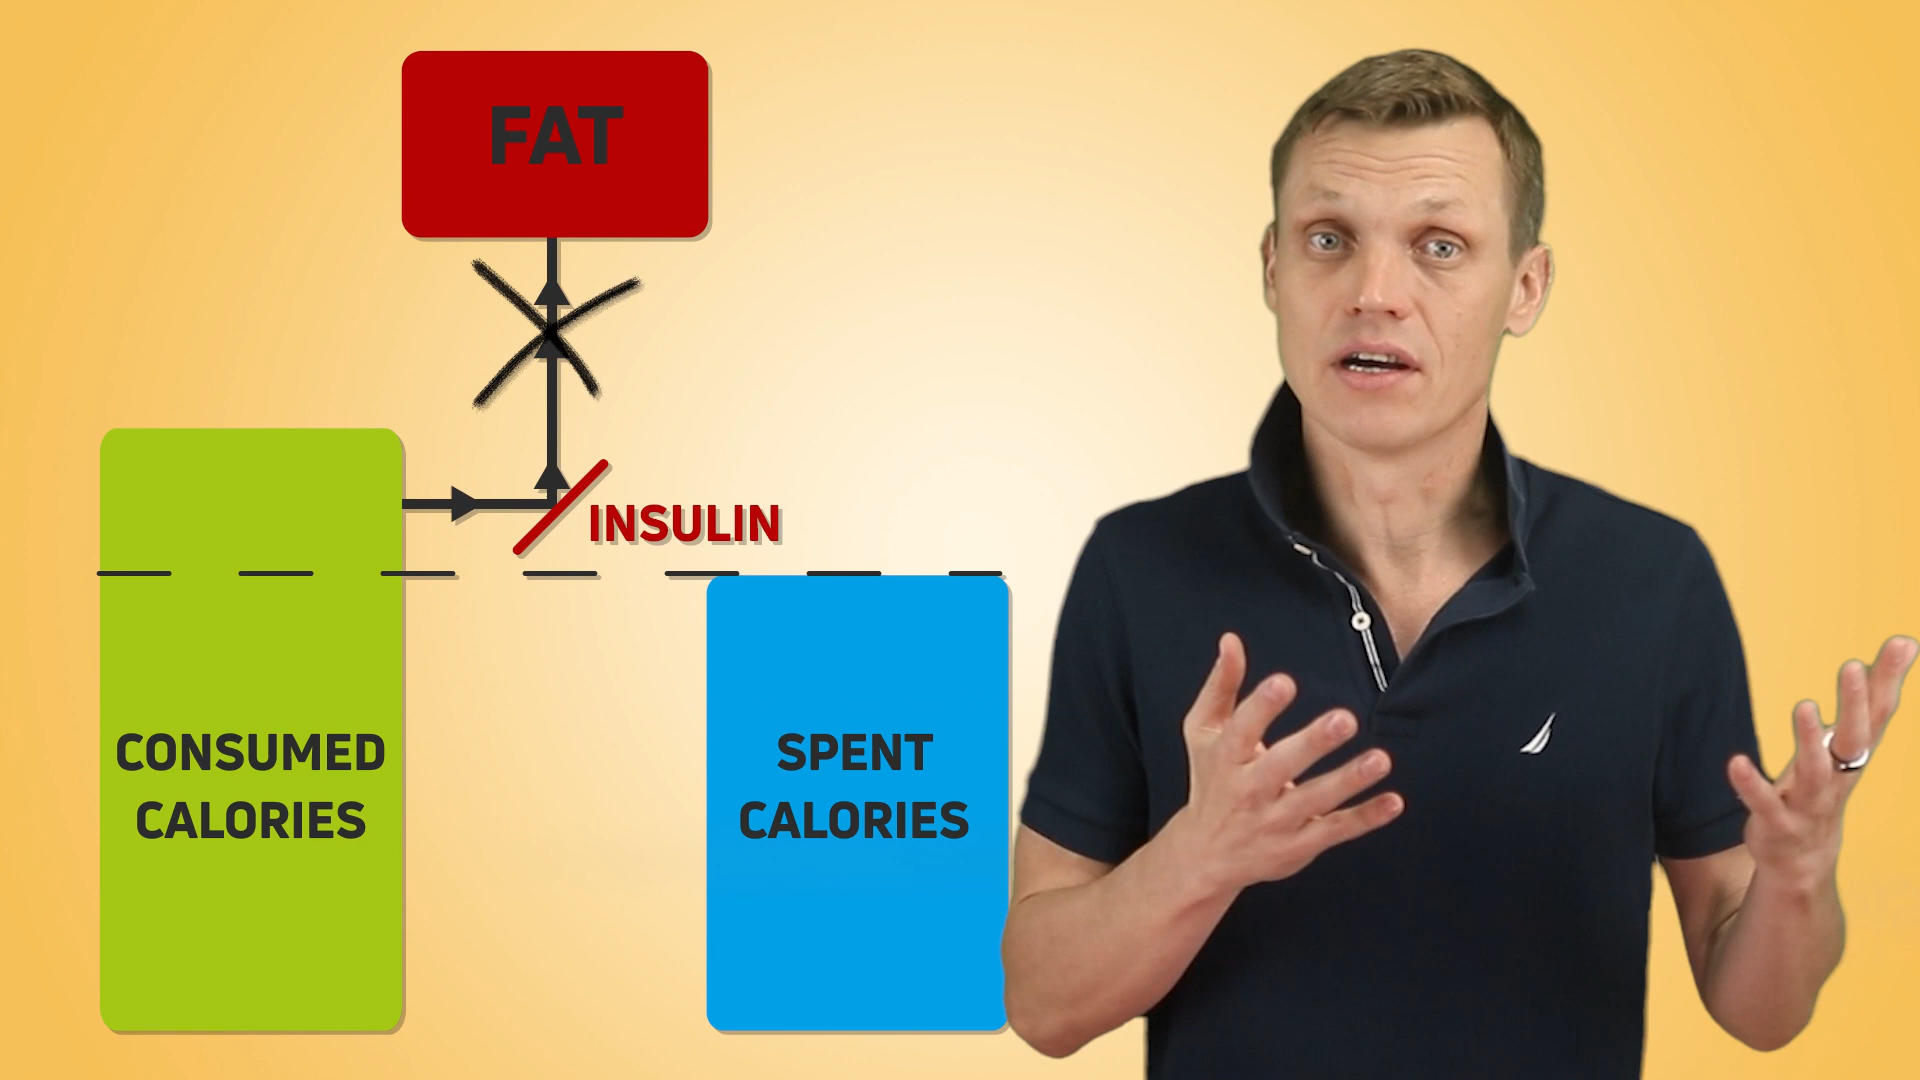 FAT
INSULIN
CONSUMED
CALORIES
SPENT
CALORIES